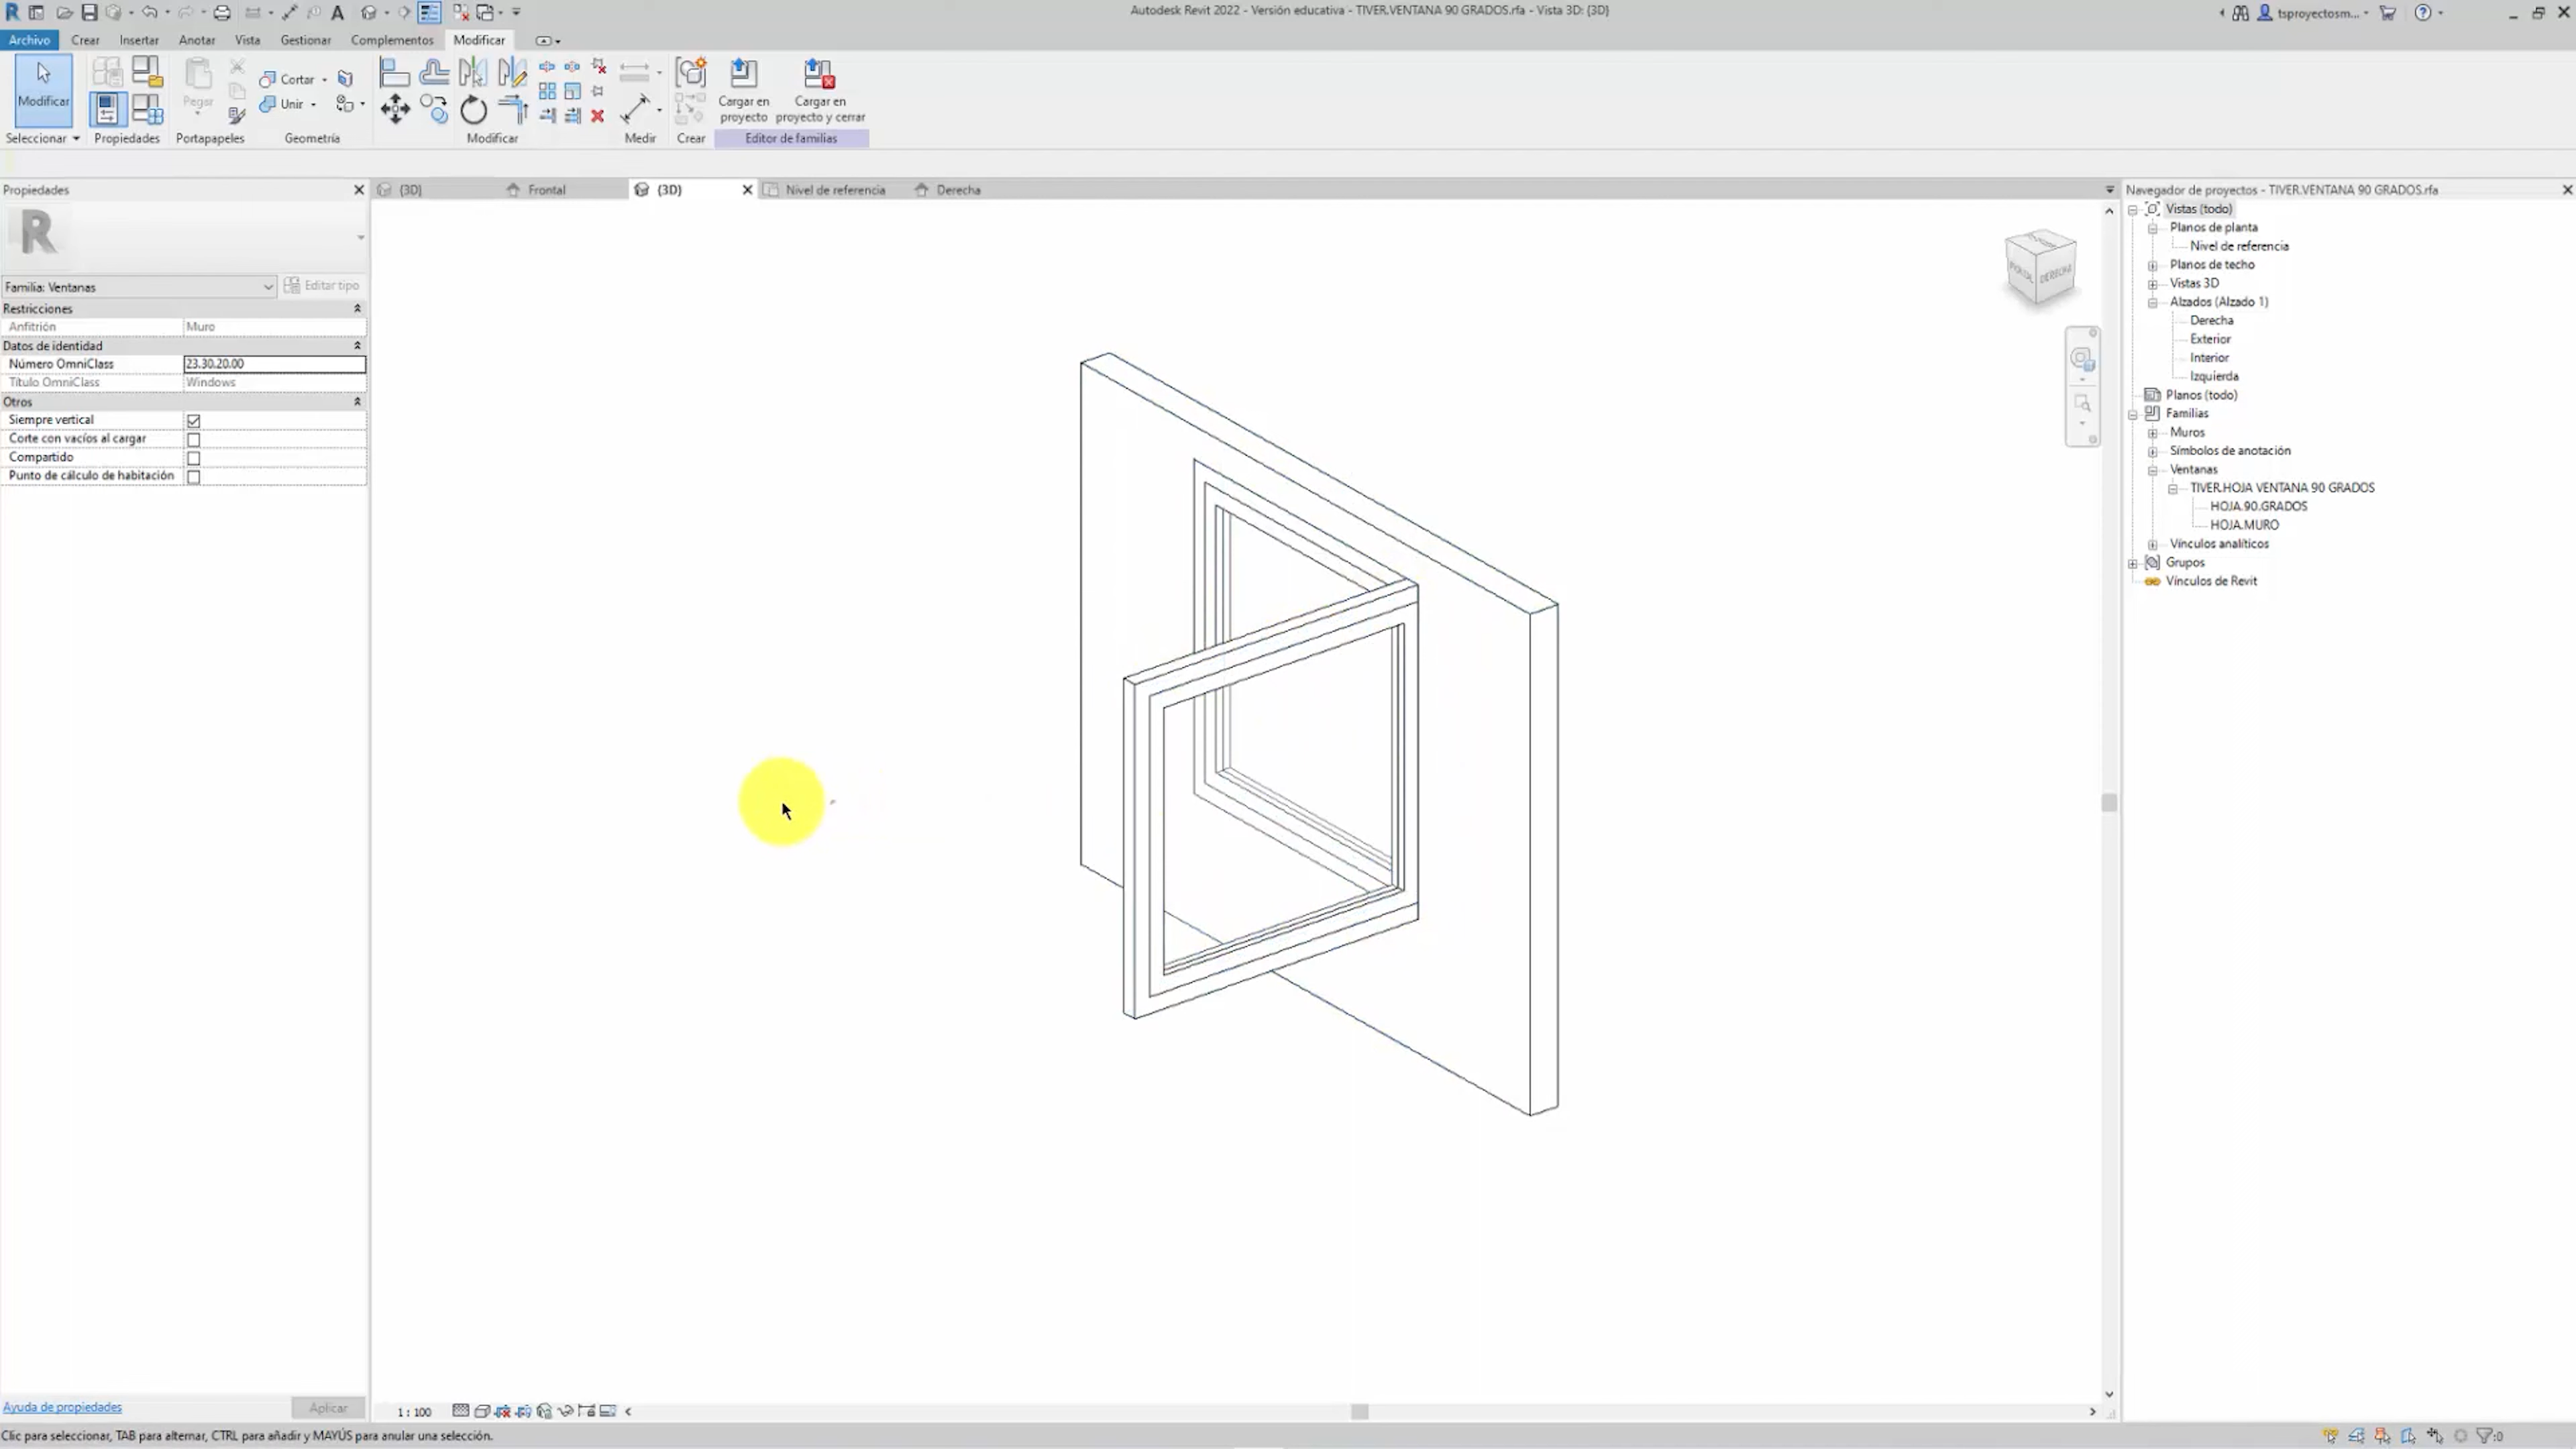 Autodesk Revit 2022 - Versión educativa - TIVER.VENTANA 90 GRADOS.rfa - Vista 3D: {3D}
tsproyectosm...
Archivo Crear Insertar Anotar Vista Gestionar Complementos Modificar
Modificar
Pegar
Cortar
Unir
Cargar en proyecto
Cargar en proyecto y cerrar
Seleccionar Propiedades Portapapeles Geometría Modificar Medir Crear Editor de familias
Propiedades
{3D} Frontal {3D} Nivel de referencia Derecha
R
Familia: Ventanas
Editar tipo
Restricciones
Anfitrión Muro
Datos de identidad
Número OmniClass 23.30.20.00
Título OmniClass Windows
Otros
Siempre vertical
Corte con vacíos al cargar
Compartido
Punto de cálculo de habitación
DERECHA
Navegador de proyectos - TIVER.VENTANA 90 GRADOS.rfa
Vistas (todo)
Planos de planta
Nivel de referencia
Planos de techo
Vistas 3D
Alzados (Alzado 1)
Derecha
Exterior
Interior
Izquierda
Planos (todo)
Familias
Muros
Símbolos de anotación
Ventanas
TIVER.HOJA VENTANA 90 GRADOS
HOJA.90.GRADOS
HOJA.MURO
Vínculos analíticos
Grupos
Vínculos de Revit
Ayuda de propiedades
Aplicar
1 : 100
Clic para seleccionar, TAB para alternar, CTRL para añadir y MAYÚS para anular una selección.
:0